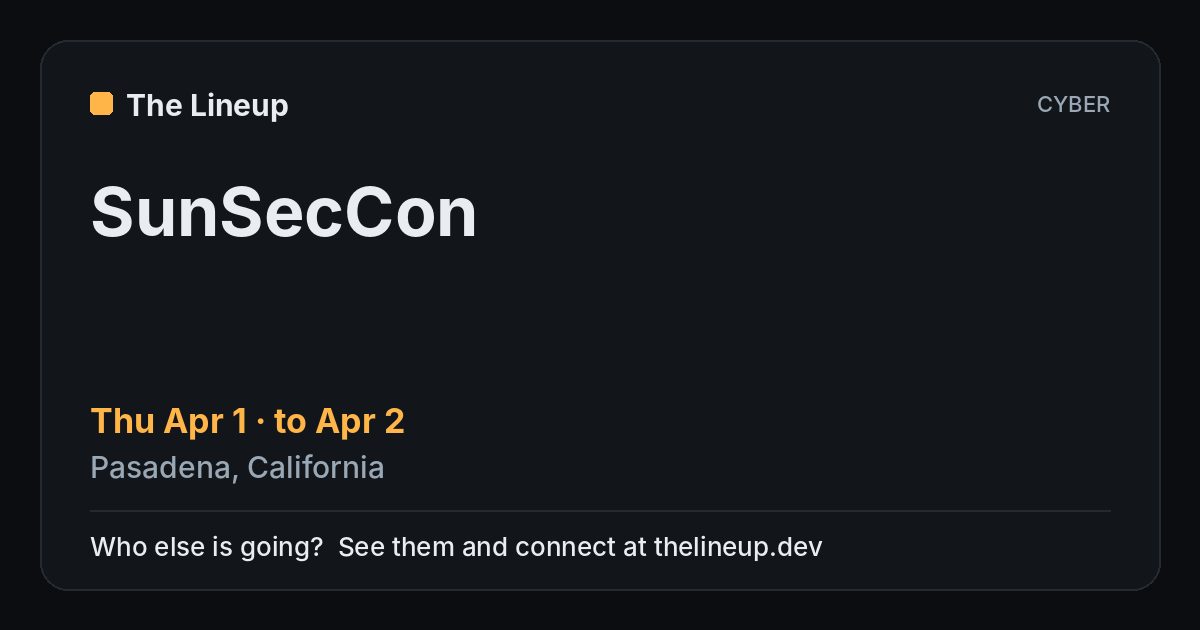 The Lineup
CYBER
SunSecCon
Thu Apr 1 · to Apr 2
Pasadena, California
Who else is going? See them and connect at thelineup.dev